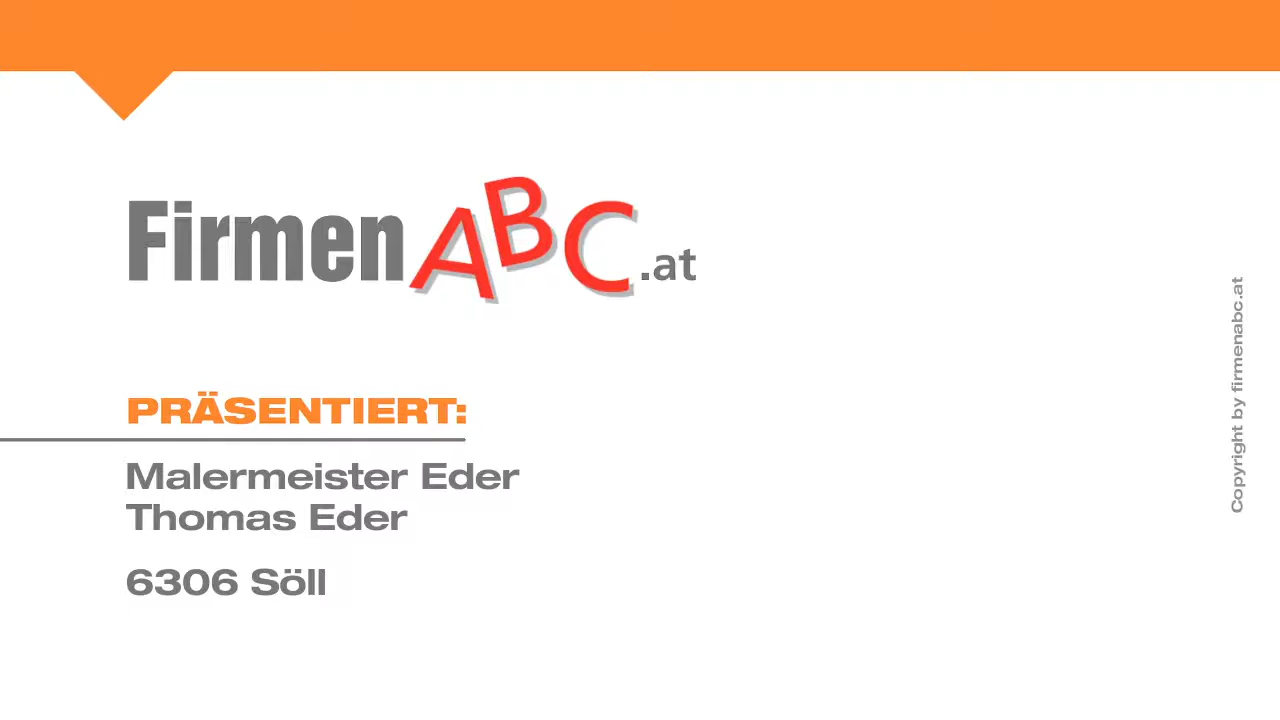 FirmenABC.at
PRÄSENTIERT:
Malermeister Eder
Thomas Eder
6306 Söll
Copyright by firmenabc.at